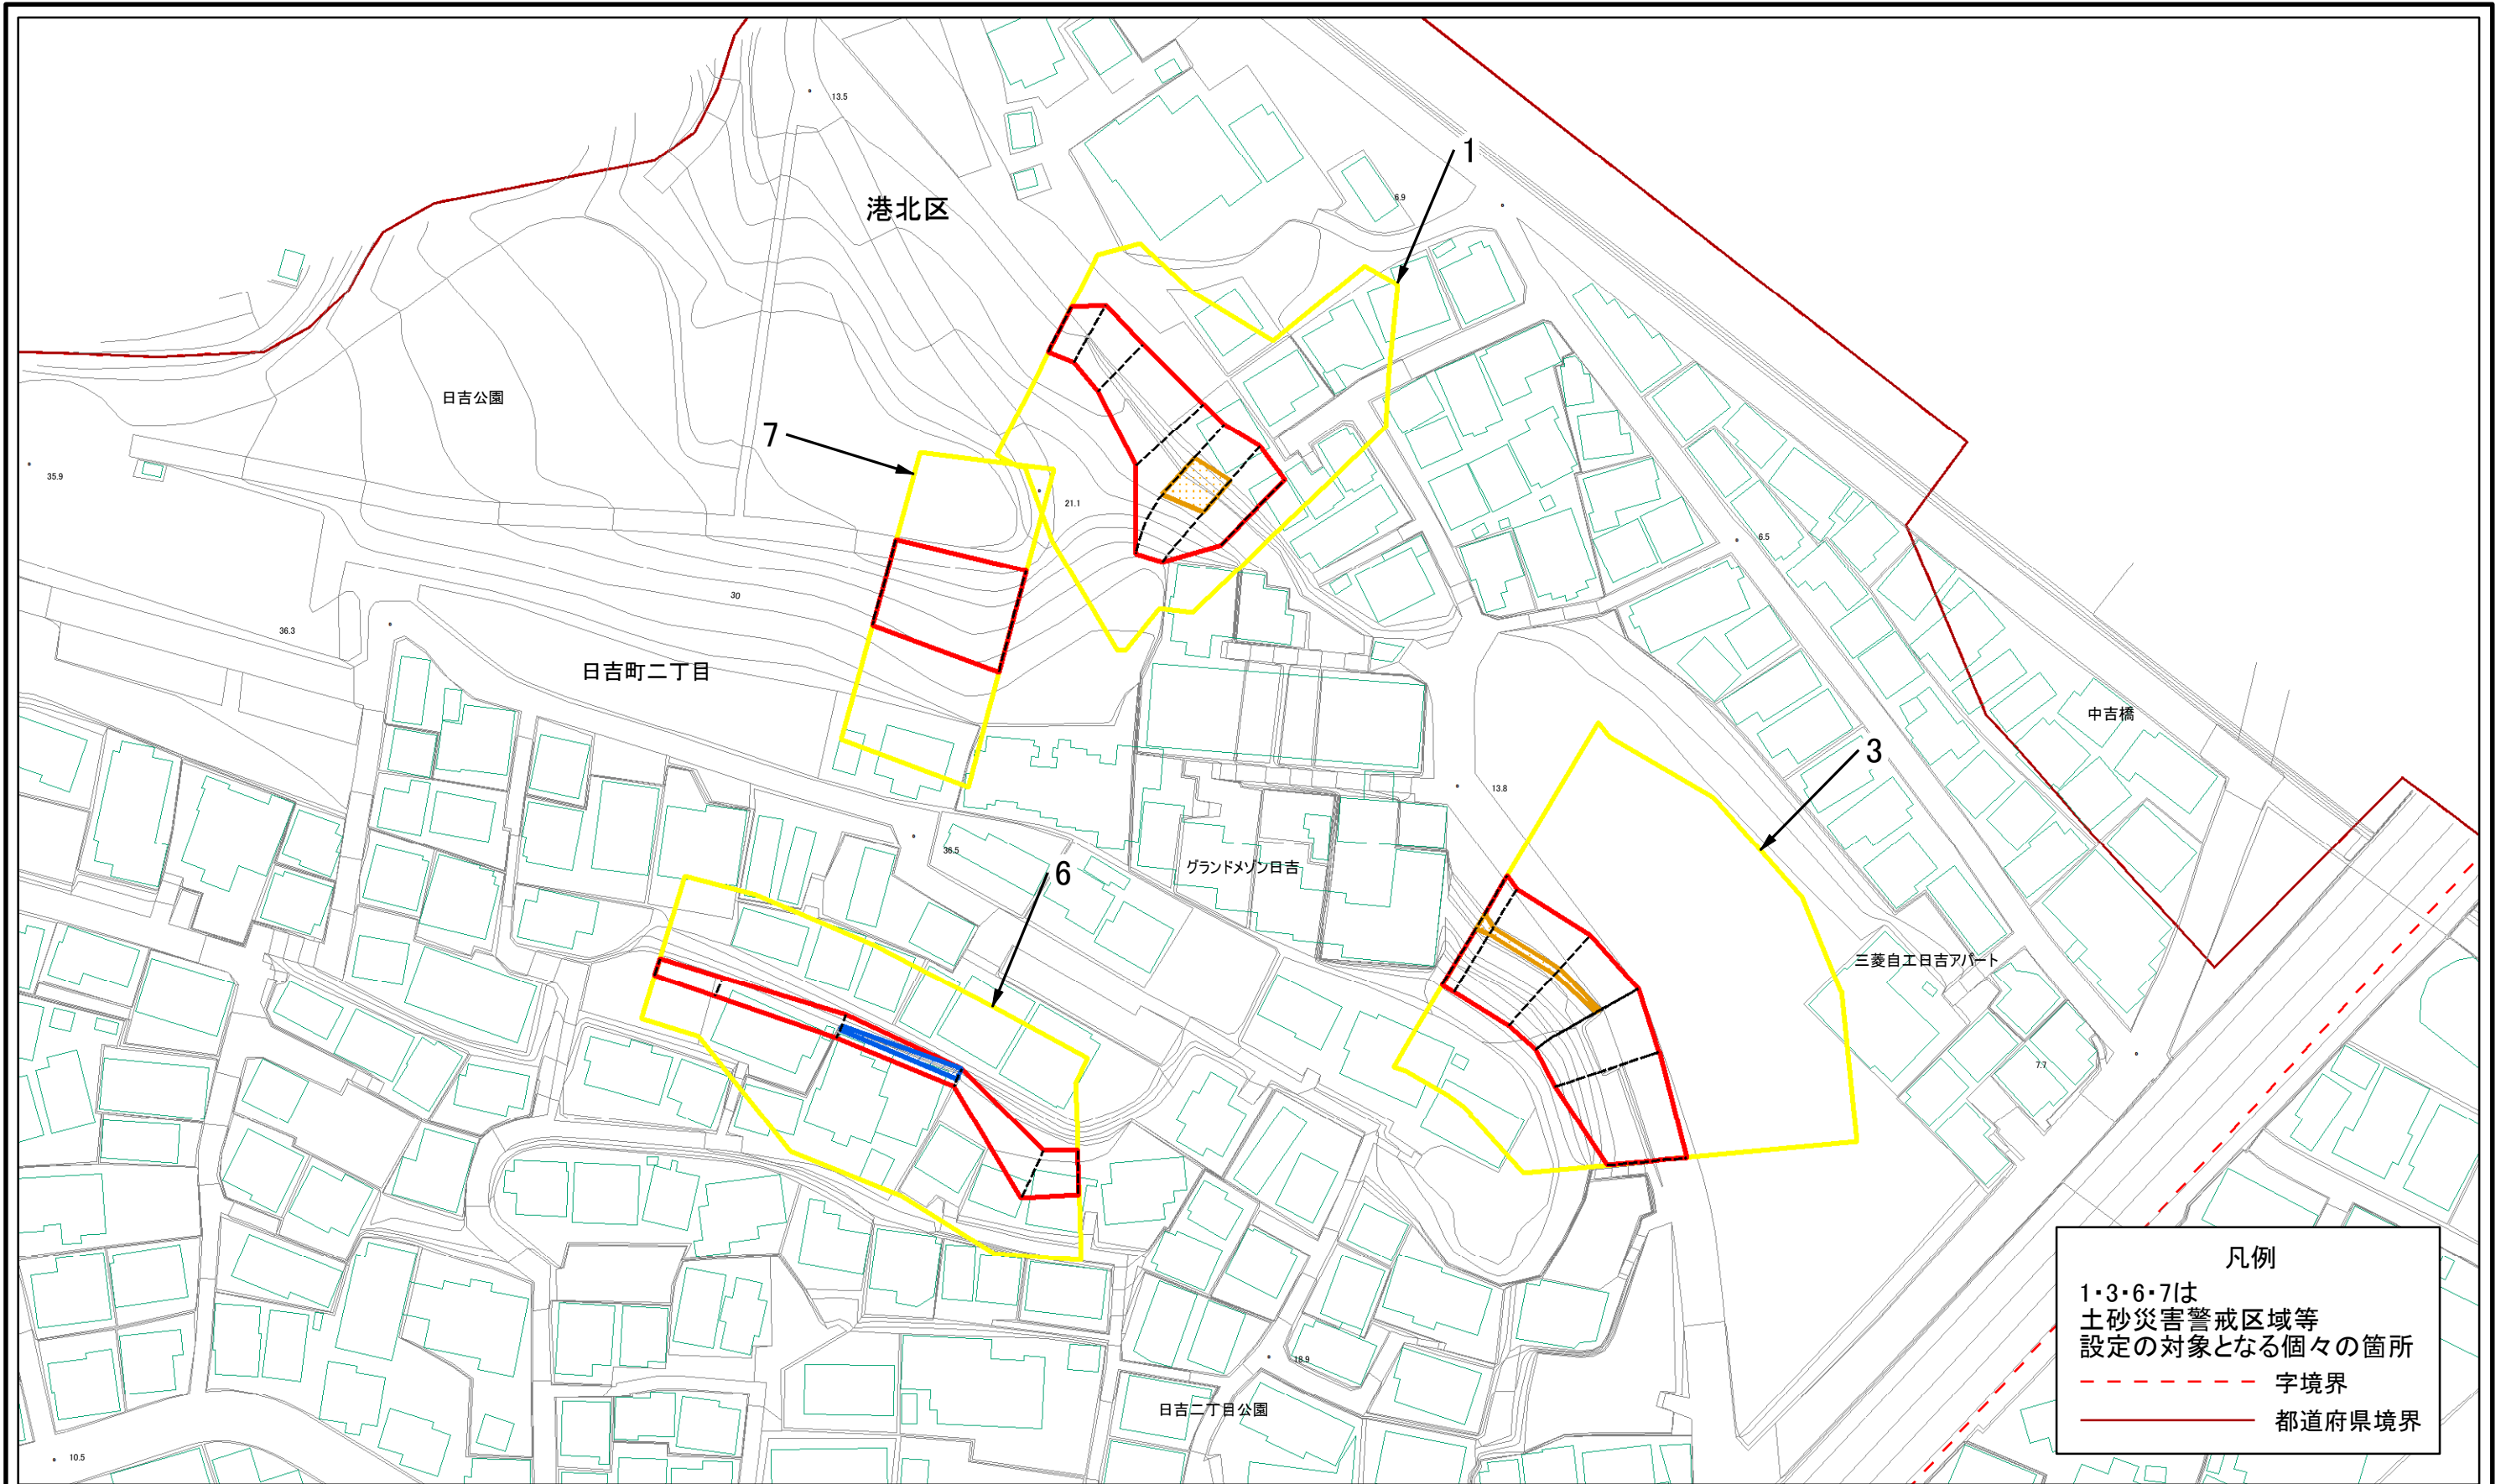 13.5
1
6.9
港北区
日吉公園
7
35.9
21.1
6.5
30
36.3
日吉町二丁目
中吉橋
3
13.8
36.5
6
グランドメゾン日吉
三菱自工日吉アパート
7.7
凡例
1・3・6・7は
土砂災害警戒区域等
設定の対象となる個々の箇所
字境界
都道府県境界
18.9
日吉二丁目公園
10.5